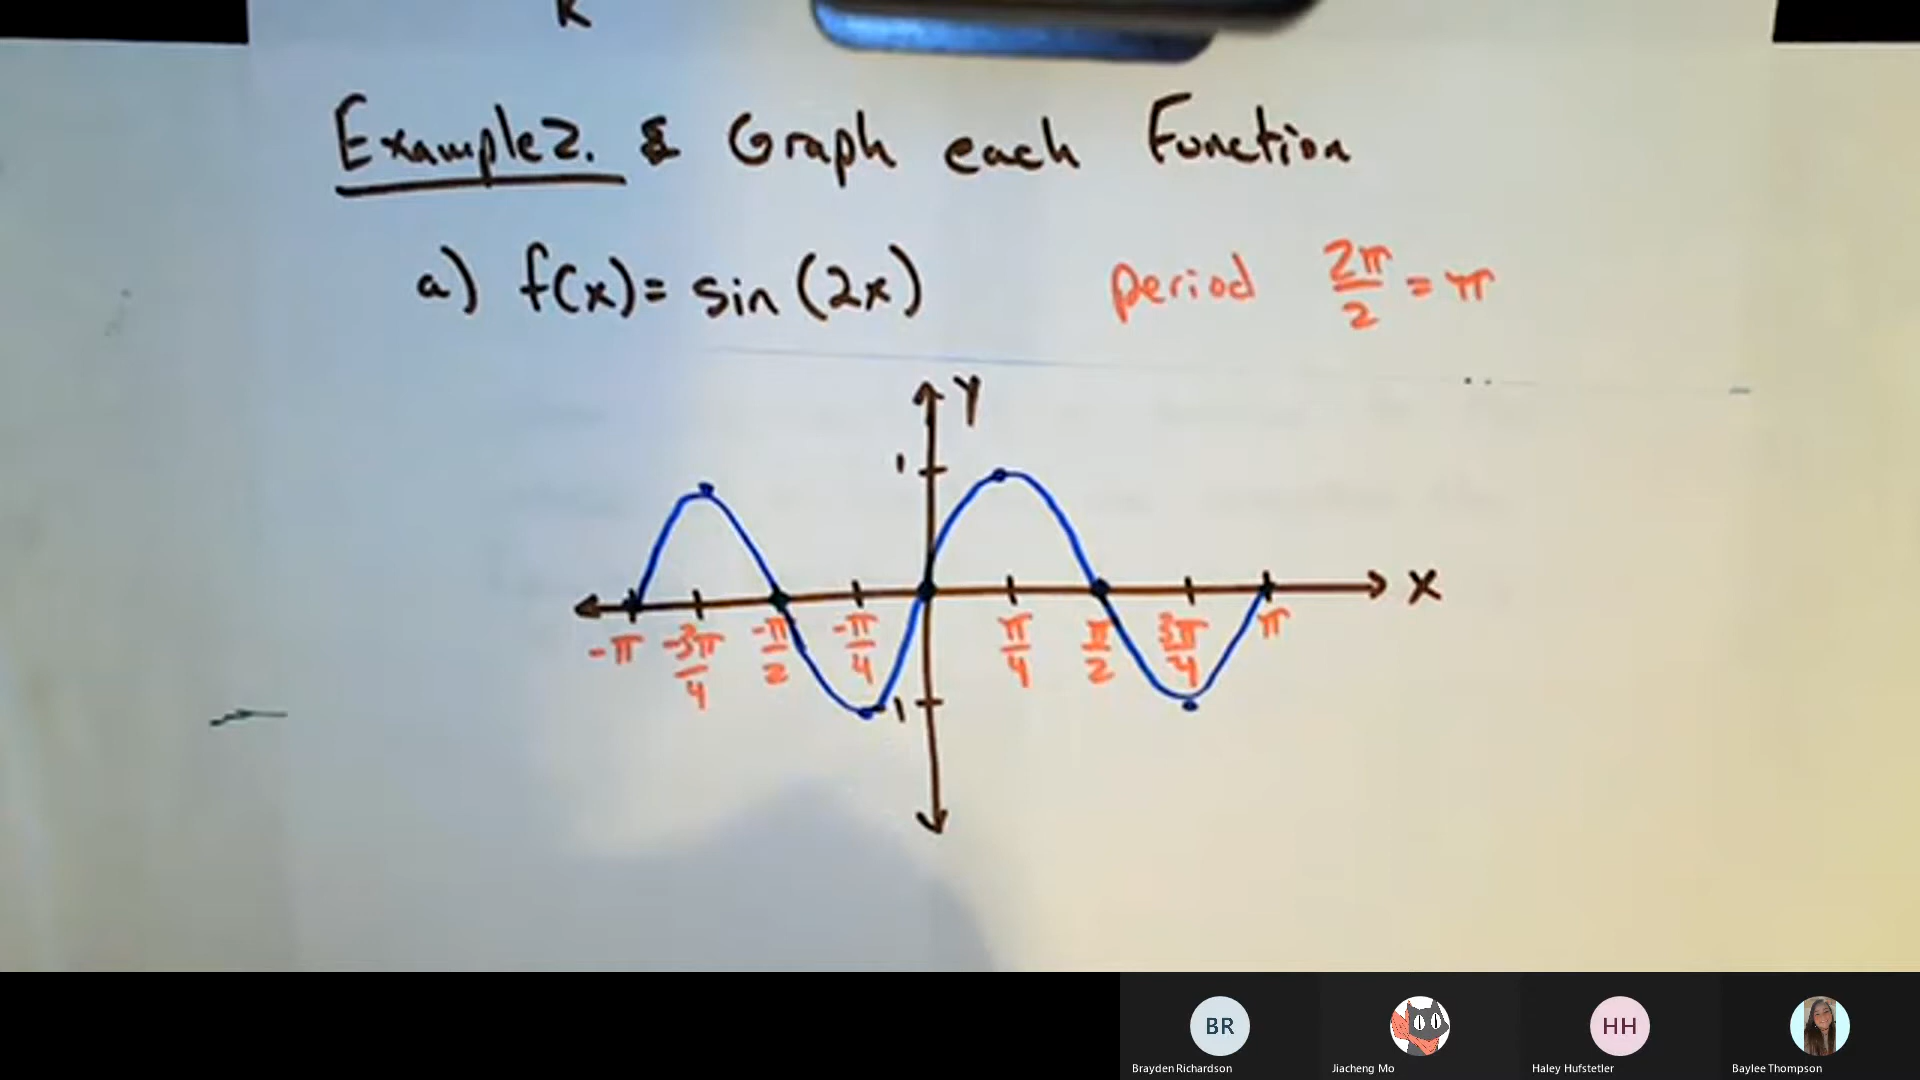 K
Example 2. & Graph each Function
a) f(x) = sin (2x) period 2π/2 = π
Y
1
X
-π -3π/4 -π/2 -π/4 π/4 π/2 3π/4 π
-1
BR HH
Brayden Richardson Jiacheng Mo Haley Hufstetler Baylee Thompson